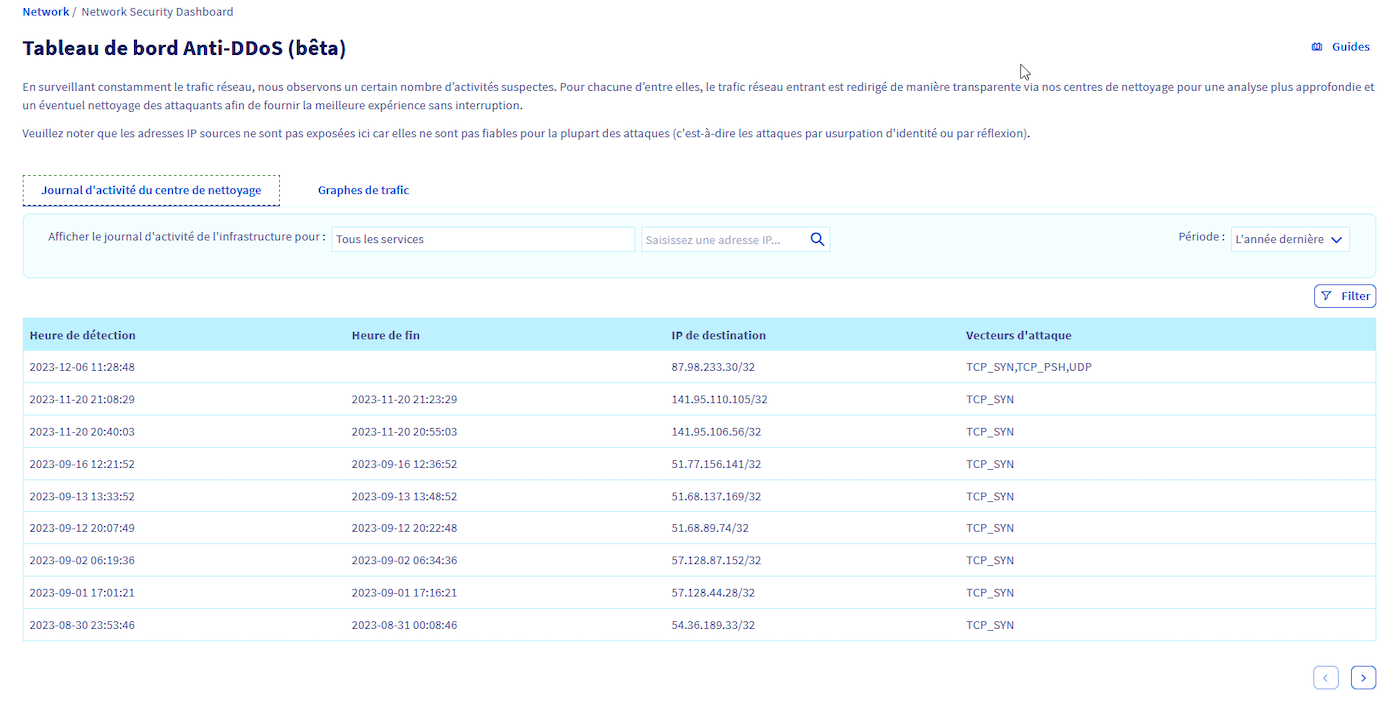 Network / Network Security Dashboard
Tableau de bord Anti-DDoS (bêta)
Guides
En surveillant constamment le trafic réseau, nous observons un certain nombre d'activités suspectes. Pour chacune d'entre elles, le trafic réseau entrant est redirigé de manière transparente via nos centres de nettoyage pour une analyse plus approfondie et
un éventuel nettoyage des attaquants afin de fournir la meilleure expérience sans interruption.
Veuillez noter que les adresses IP sources ne sont pas exposées ici car elles ne sont pas fiables pour la plupart des attaques (c'est-à-dire les attaques par usurpation d'identité ou par réflexion).
Journal d'activité du centre de nettoyage Graphes de trafic
Afficher le journal d'activité de l'infrastructure pour : Tous les services Saisissez une adresse IP... Période : L'année dernière
Filter
Heure de détection Heure de fin IP de destination Vecteurs d'attaque
2023-12-06 11:28:48 87.98.233.30/32 TCP_SYN,TCP_PSH,UDP
2023-11-20 21:08:29 2023-11-20 21:23:29 141.95.110.105/32 TCP_SYN
2023-11-20 20:40:03 2023-11-20 20:55:03 141.95.106.56/32 TCP_SYN
2023-09-16 12:21:52 2023-09-16 12:36:52 51.77.156.141/32 TCP_SYN
2023-09-13 13:33:52 2023-09-13 13:48:52 51.68.137.169/32 TCP_SYN
2023-09-12 20:07:49 2023-09-12 20:22:48 51.68.89.74/32 TCP_SYN
2023-09-02 06:19:36 2023-09-02 06:34:36 57.128.87.152/32 TCP_SYN
2023-09-01 17:01:21 2023-09-01 17:16:21 57.128.44.28/32 TCP_SYN
2023-08-30 23:53:46 2023-08-31 00:08:46 54.36.189.33/32 TCP_SYN